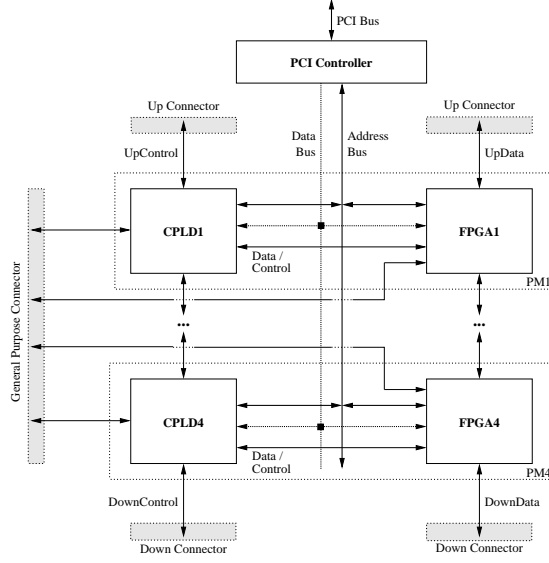 PCI Bus
PCI Controller
Up Connector
Up Connector
Data
Bus
Address
Bus
UpControl
UpData
CPLD1
FPGA1
Data /
Control
PM1
General Purpose Connector
...
...
CPLD4
FPGA4
Data /
Control
PM4
DownControl
DownData
Down Connector
Down Connector